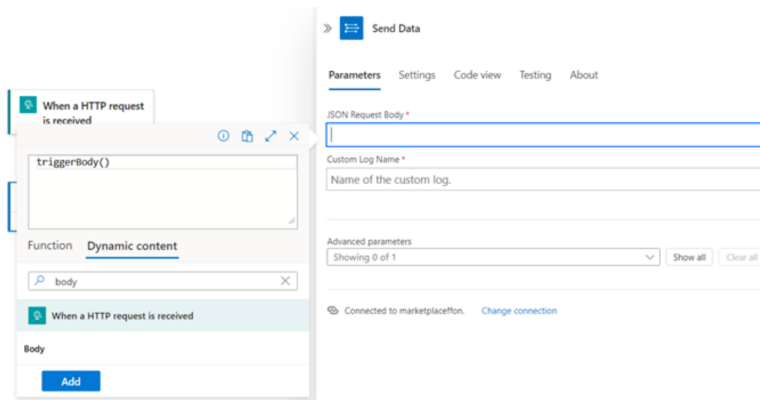 When a HTTP request
is received
triggerBody()
Function
Dynamic content
body
When a HTTP request is received
Body
Add
Send Data
Parameters
Settings
Code view
Testing
About
JSON Request Body *
Custom Log Name *
Name of the custom log.
Advanced parameters
Showing 0 of 1
Show all
Clear all
Connected to marketplaceffon.
Change connection